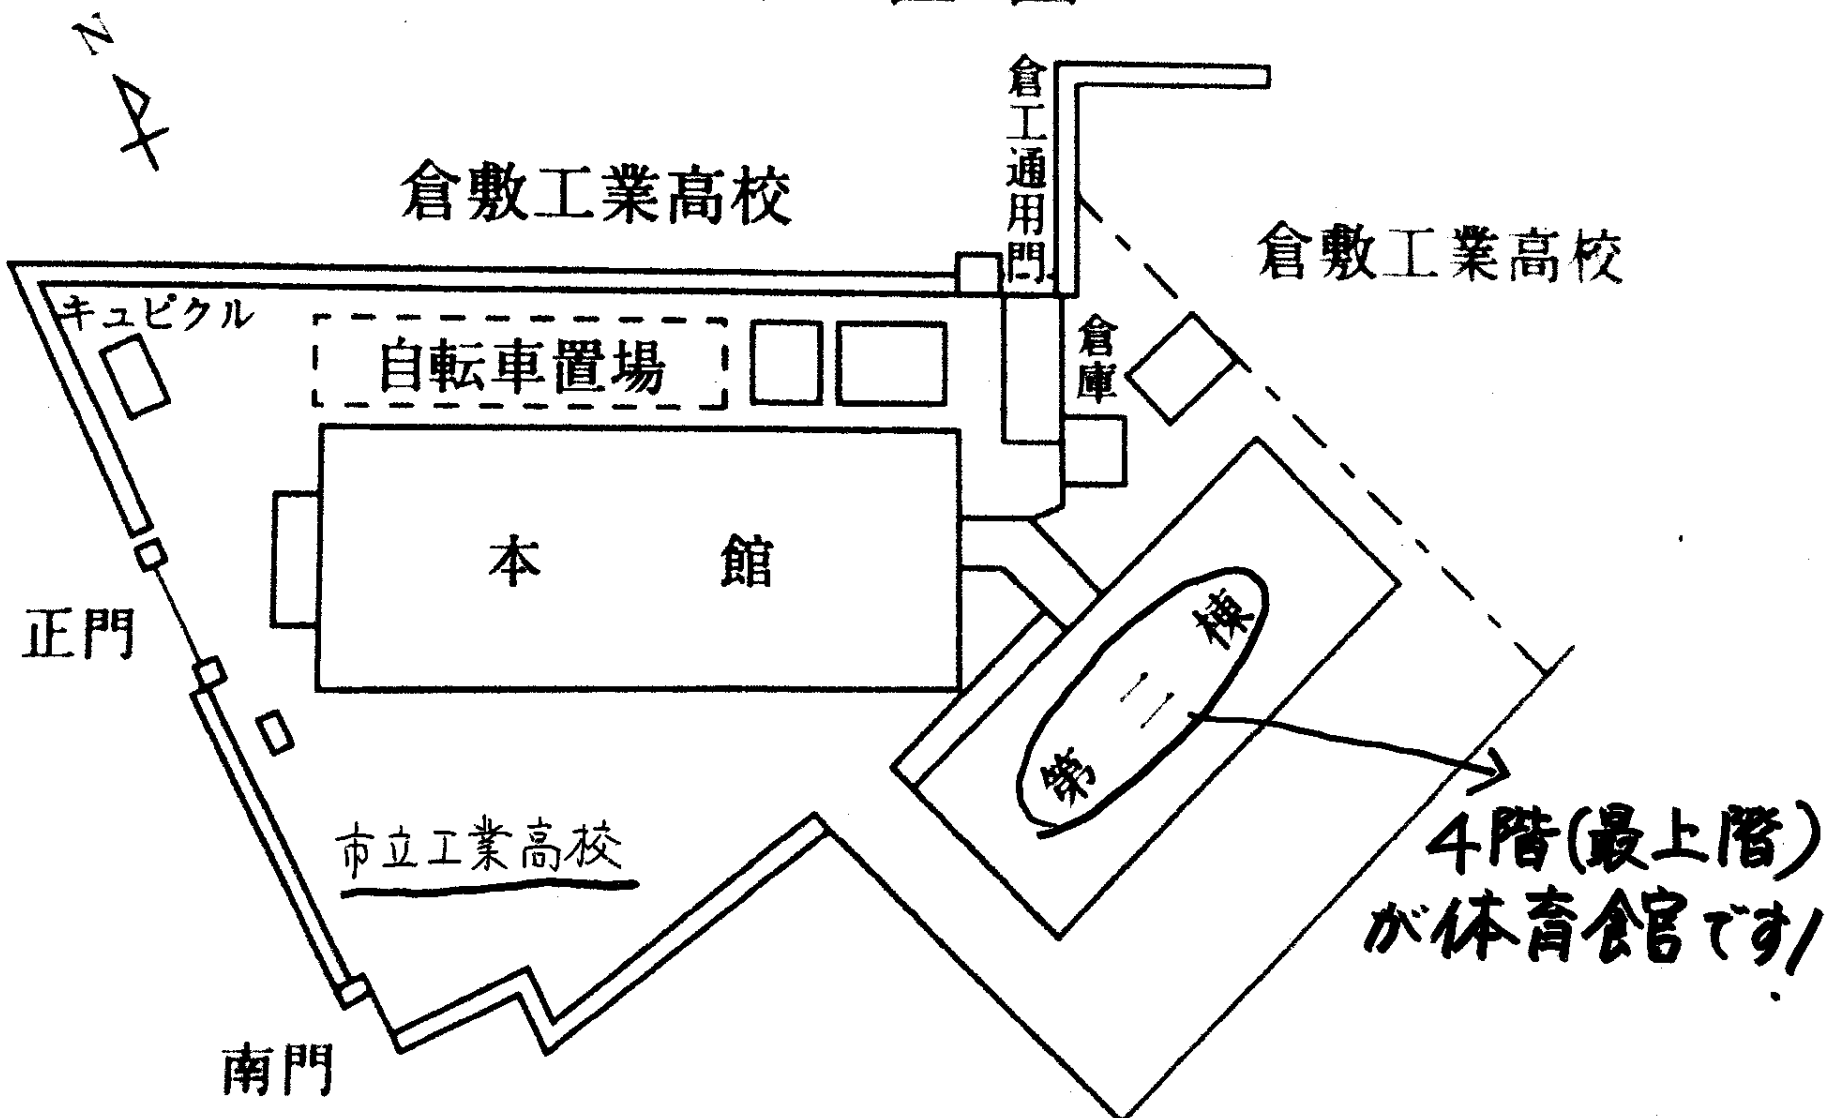 N
倉工通用門
倉敷工業高校
倉敷工業高校
キュビクル
自転車置場
倉庫
本館
正門
第二棟
市立工業高校
4階(最上階)
が体育館です!
南門